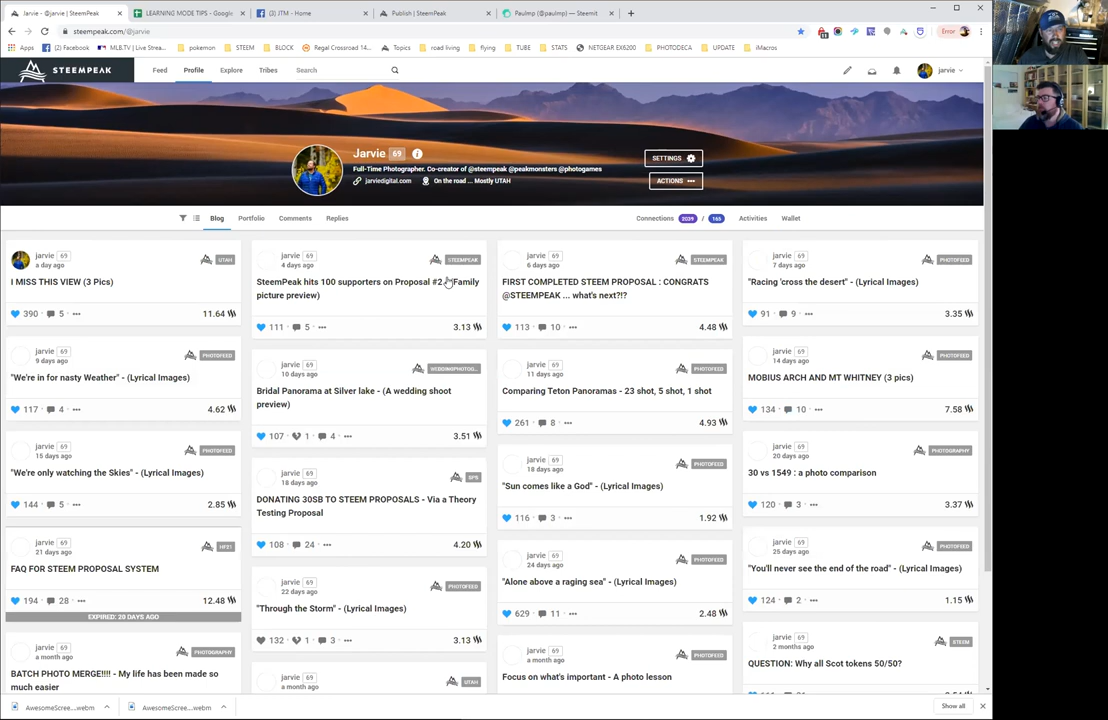 Jarvie - @jarvie | SteemPeak
LEARNING MODE TIPS - Google
(3) JTM - Home
Publish | SteemPeak
Paulmp (@paulmp) — Steemit
steempeak.com/@jarvie
Error
Apps
(2) Facebook
MLB.TV | Live Strea...
pokemon
STEEM
BLOCK
Regal Crossroad 14...
Topics
road living
flying
TUBE
STATS
NETGEAR EX6200
PHOTODECA
UPDATE
iMacros
STEEMPEAK
Feed
Profile
Explore
Tribes
Search
jarvie
Jarvie 69
Full-Time Photographer. Co-creator of @steempeak @peakmonsters @photogames
jarviedigital.com
On the road ... Mostly UTAH
SETTINGS
ACTIONS
Blog
Portfolio
Comments
Replies
Connections 2039 / 165
Activities
Wallet
jarvie 69
a day ago
UTAH
I MISS THIS VIEW (3 Pics)
390 · 5 · ···
11.64
jarvie 69
4 days ago
STEEMPEAK
SteemPeak hits 100 supporters on Proposal #2 Family
picture preview)
111 · 5 · ···
3.13
jarvie 69
6 days ago
STEEMPEAK
FIRST COMPLETED STEEM PROPOSAL : CONGRATS
@STEEMPEAK ... what's next?!?
113 · 10 · ···
4.48
jarvie 69
7 days ago
PHOTOFEED
"Racing 'cross the desert" - (Lyrical Images)
91 · 9 · ···
3.35
jarvie 69
9 days ago
PHOTOFEED
"We're in for nasty Weather" - (Lyrical Images)
117 · 4 · ···
4.62
jarvie 69
10 days ago
WEDDINGPHOTOG...
Bridal Panorama at Silver lake - (A wedding shoot
preview)
107 · 1 · 4 · ···
3.51
jarvie 69
11 days ago
PHOTOFEED
Comparing Teton Panoramas - 23 shot, 5 shot, 1 shot
261 · 8 · ···
4.93
jarvie 69
14 days ago
PHOTOFEED
MOBIUS ARCH AND MT WHITNEY (3 pics)
134 · 10 · ···
7.58
jarvie 69
15 days ago
PHOTOFEED
"We're only watching the Skies" - (Lyrical Images)
144 · 5 · ···
2.85
jarvie 69
18 days ago
SPS
DONATING 30SB TO STEEM PROPOSALS - Via a Theory
Testing Proposal
108 · 24 · ···
4.20
jarvie 69
18 days ago
PHOTOFEED
"Sun comes like a God" - (Lyrical Images)
116 · 3 · ···
1.92
jarvie 69
20 days ago
PHOTOGRAPHY
30 vs 1549 : a photo comparison
120 · 3 · ···
3.37
jarvie 69
21 days ago
HF21
FAQ FOR STEEM PROPOSAL SYSTEM
194 · 28 · ···
12.48
EXPIRED: 20 DAYS AGO
jarvie 69
22 days ago
PHOTOFEED
"Through the Storm" - (Lyrical Images)
132 · 1 · 3 · ···
3.13
jarvie 69
24 days ago
PHOTOFEED
"Alone above a raging sea" - (Lyrical Images)
629 · 11 · ···
2.48
jarvie 69
25 days ago
PHOTOFEED
"You'll never see the end of the road" - (Lyrical Images)
124 · 2 · ···
1.15
jarvie 69
a month ago
PHOTOGRAPHY
BATCH PHOTO MERGE!!!! - My life has been made so
much easier
jarvie 69
a month ago
UTAH
jarvie 69
a month ago
PHOTOFEED
Focus on what's important - A photo lesson
jarvie 69
2 months ago
STEEM
QUESTION: Why all Scot tokens 50/50?
AwesomeScree....webm
AwesomeScree....webm
Show all